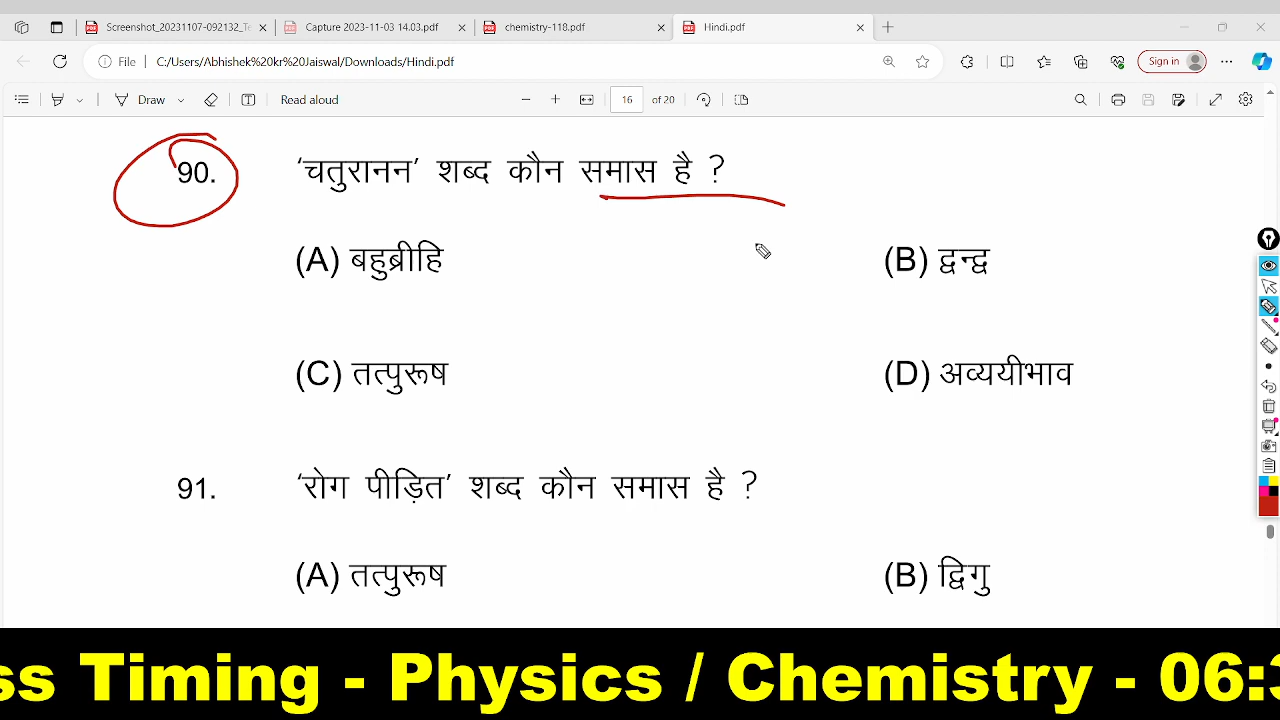 Screenshot_20231107-092132_Te
Capture 2023-11-03 14.03.pdf
chemistry-118.pdf
Hindi.pdf
File C:/Users/Abhishek%20kr%20Jaiswal/Downloads/Hindi.pdf
Sign in
Draw
Read aloud
16 of 20
90. ‘चतुरानन’ शब्द कौन समास है ?
(A) बहुब्रीहि (B) द्वन्द्व
(C) तत्पुरूष (D) अव्ययीभाव
91. ‘रोग पीड़ित’ शब्द कौन समास है ?
(A) तत्पुरूष (B) द्विगु
ss Timing - Physics / Chemistry - 06:3